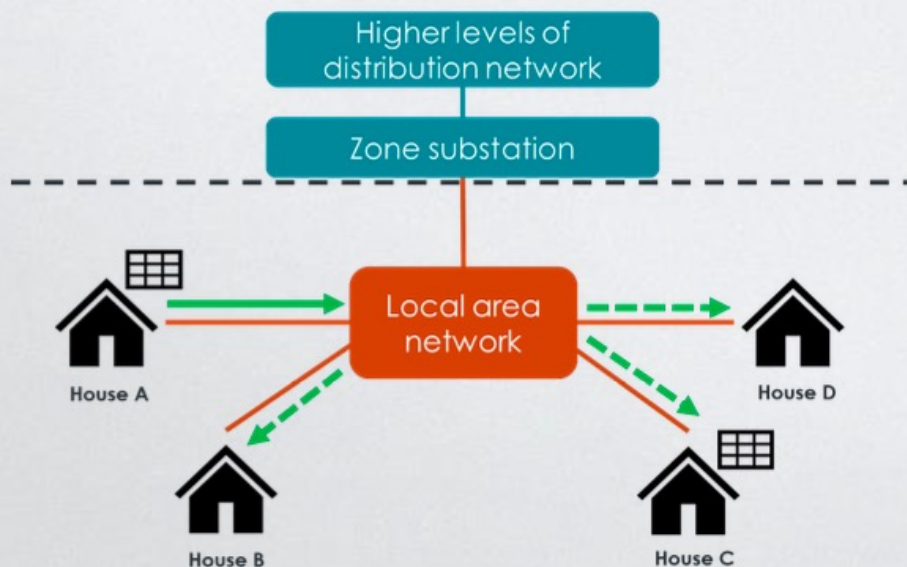 Higher levels of
distribution network
Zone substation
Local area
network
House A
House D
House B
House C